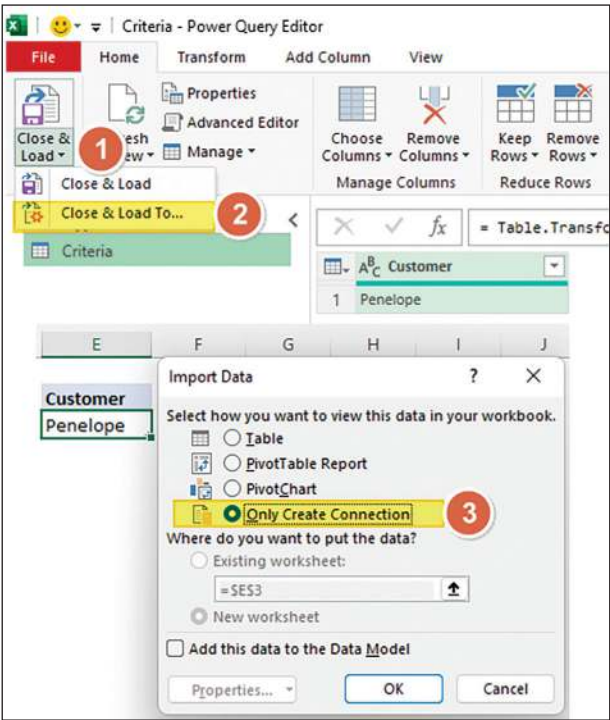 Criteria - Power Query Editor
File Home Transform Add Column View
Close & Load
esh
ew
Properties
Advanced Editor
Manage
Choose Columns
Remove Columns
Keep Rows
Remove Rows
Manage Columns
Reduce Rows
1
Close & Load
Close & Load To...
2
Criteria
fx
= Table.Transfo
ABC Customer
1 Penelope
E F G H I J
Customer
Penelope
Import Data ? X
Select how you want to view this data in your workbook.
Table
PivotTable Report
PivotChart
Only Create Connection
3
Where do you want to put the data?
Existing worksheet:
=$E$3
New worksheet
Add this data to the Data Model
Properties...
OK
Cancel